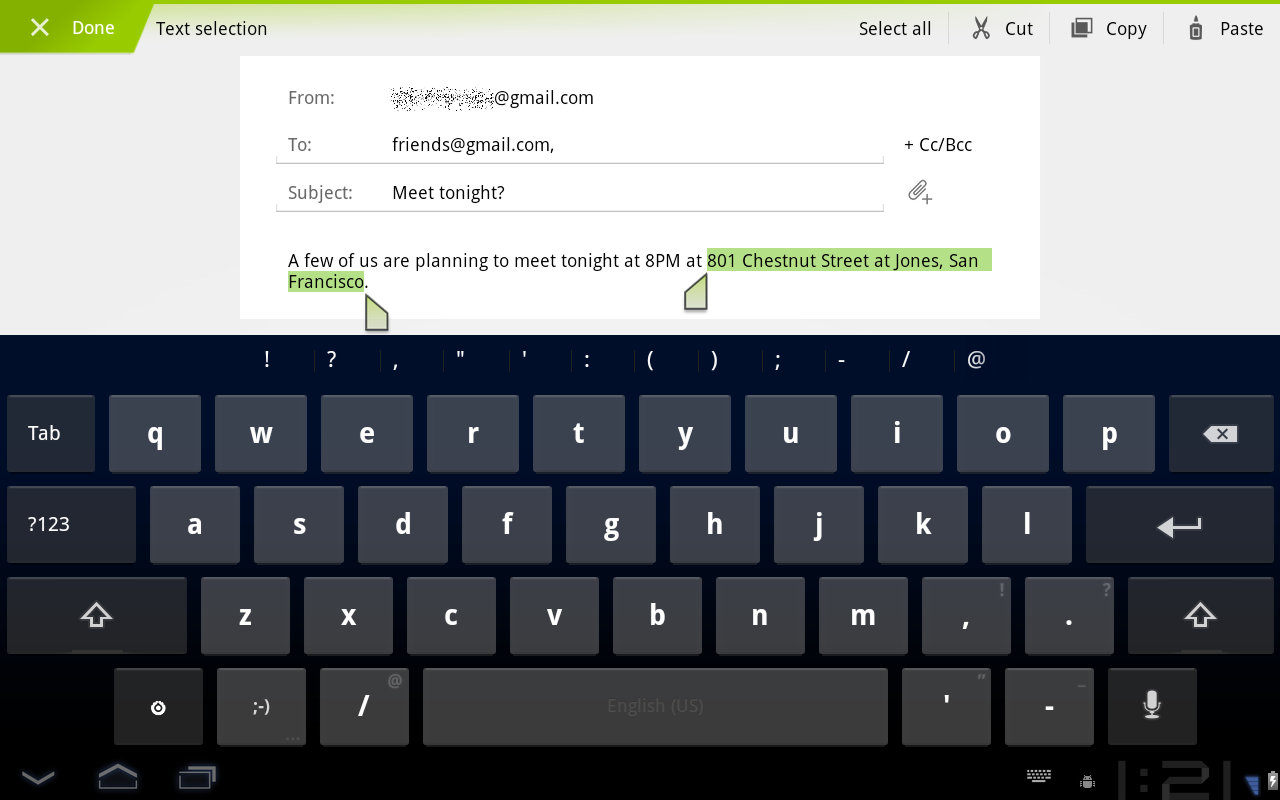 Done Text selection Select all Cut Copy Paste
From: @gmail.com
To: friends@gmail.com, + Cc/Bcc
Subject: Meet tonight?
A few of us are planning to meet tonight at 8PM at 801 Chestnut Street at Jones, San
Francisco.
! ? , " ' : ( ) ; - / @
Tab q w e r t y u i o p
?123 a s d f g h j k l
z x c v b n m , ! . ?
;-) ... / @ English (US) ' " - _
1:21